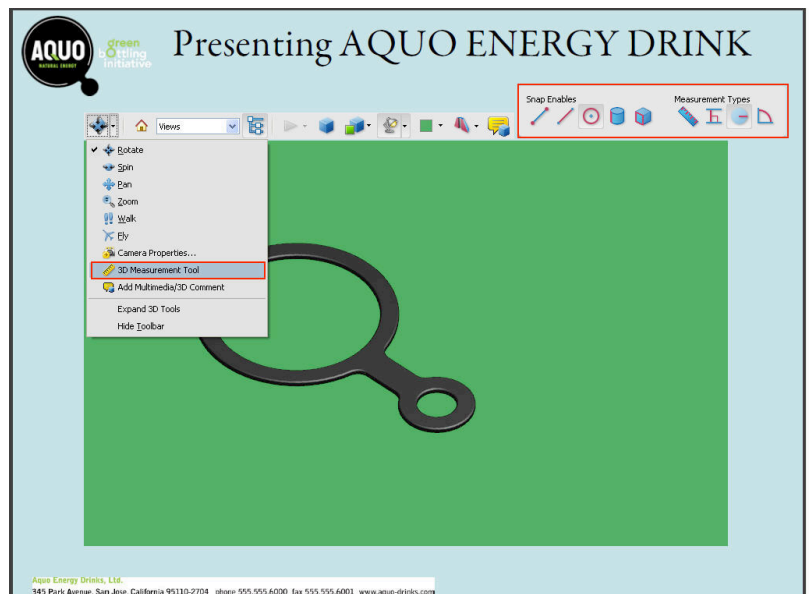 AQUO
NATURAL ENERGY
green
bottling
initiative
Presenting AQUO ENERGY DRINK
Snap Enables
Measurement Types
Views
Rotate
Spin
Pan
Zoom
Walk
Fly
Camera Properties...
3D Measurement Tool
Add Multimedia/3D Comment
Expand 3D Tools
Hide Toolbar
Aquo Energy Drinks, Ltd.
345 Park Avenue, San Jose, California 95110-2704 phone 555.555.6000 fax 555.555.6001 www.aquo-drinks.com